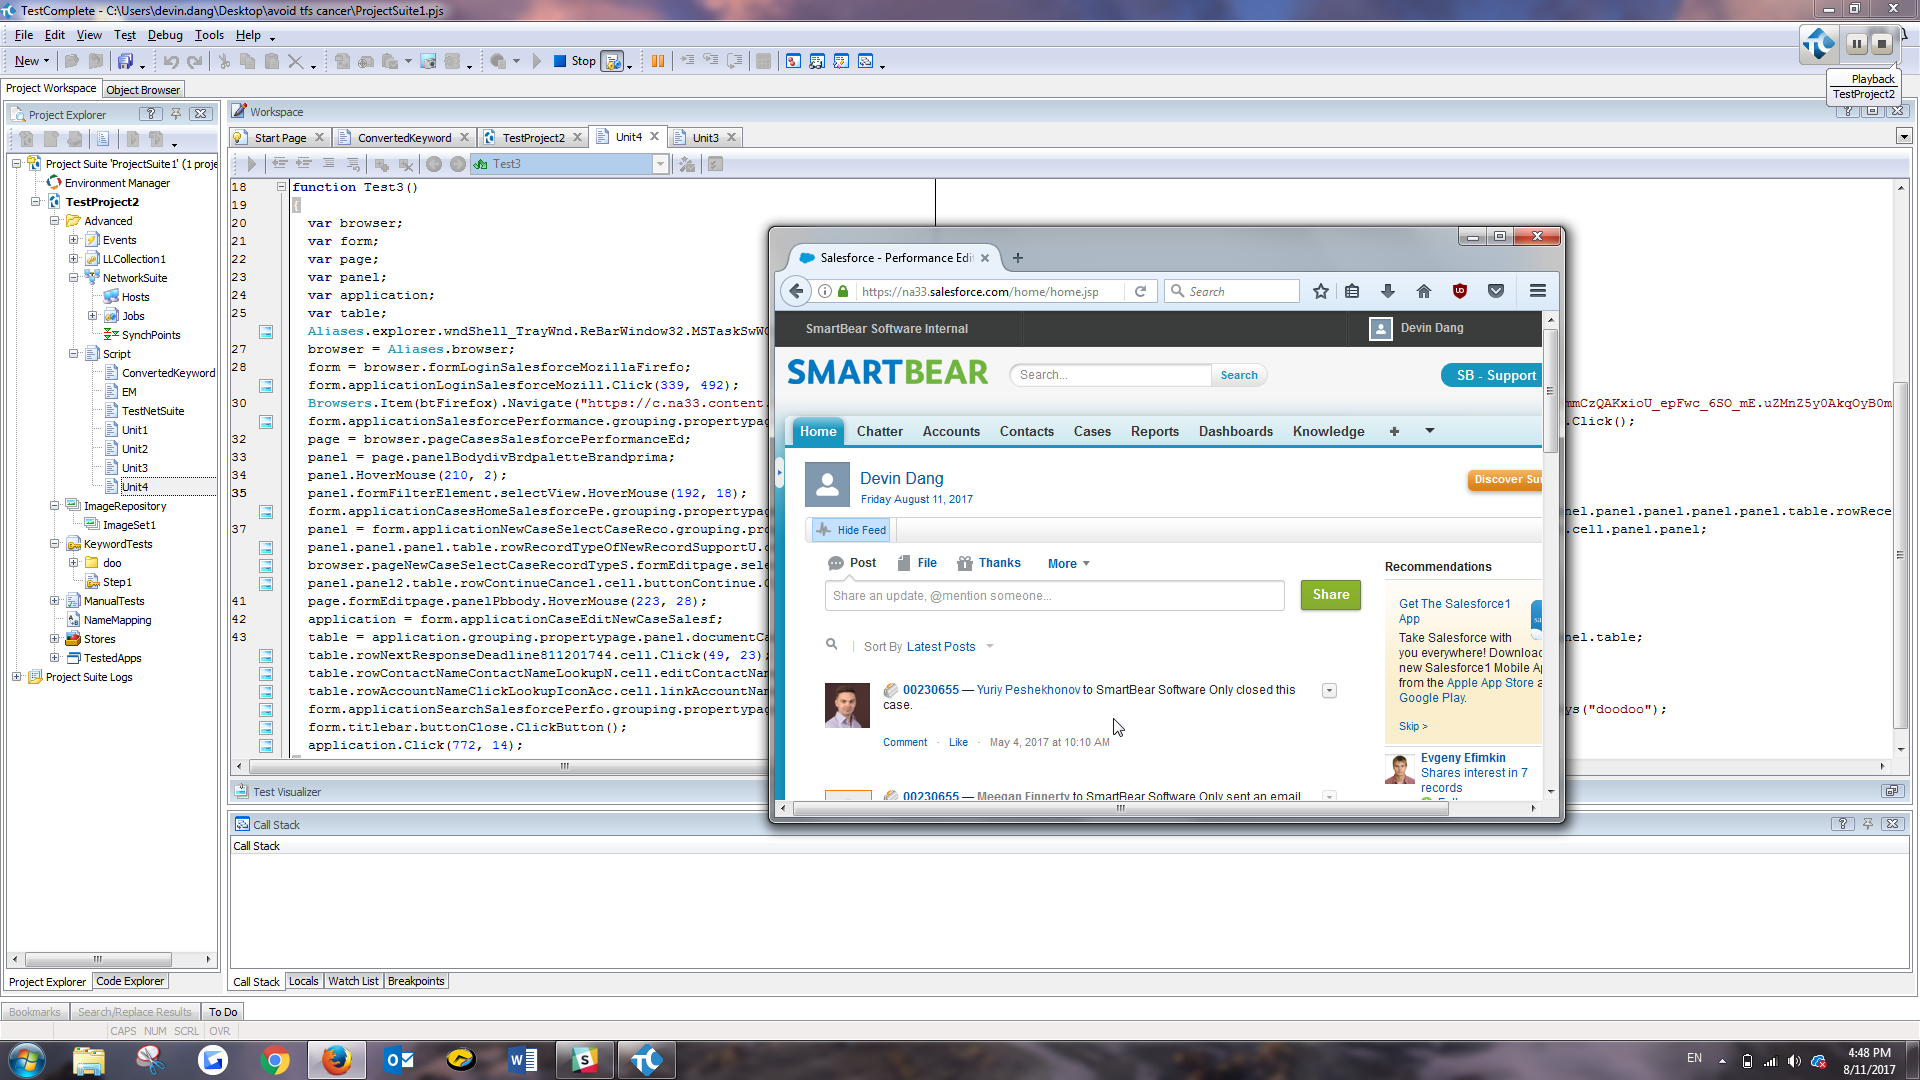 TestComplete - C:\Users\devin.dang\Desktop\avoid tfs cancer\ProjectSuite1.pjs
File Edit View Test Debug Tools Help
New Stop
Playback
TestProject2
Project Workspace Object Browser
Project Explorer
Project Suite 'ProjectSuite1' (1 proje
Environment Manager
TestProject2
Advanced
Events
LLCollection1
NetworkSuite
Hosts
Jobs
SynchPoints
Script
ConvertedKeyword
EM
TestNetSuite
Unit1
Unit2
Unit3
Unit4
ImageRepository
ImageSet1
KeywordTests
doo
Step1
ManualTests
NameMapping
Stores
TestedApps
Project Suite Logs
Project Explorer Code Explorer
Workspace
Start Page ConvertedKeyword TestProject2 Unit4 Unit3
Test3
18 function Test3()
19 {
20 var browser;
21 var form;
22 var page;
23 var panel;
24 var application;
25 var table;
Aliases.explorer.wndShell_TrayWnd.ReBarWindow32.MSTaskSwW
27 browser = Aliases.browser;
28 form = browser.formLoginSalesforceMozillaFirefo;
form.applicationLoginSalesforceMozill.Click(339, 492);
30 Browsers.Item(btFirefox).Navigate("https://c.na33.content. mmCzQAKxioU_epFwc_6SO_mE.uZMnZ5y0AkqOyB0m
form.applicationSalesforcePerformance.grouping.propertypage .Click();
32 page = browser.pageCasesSalesforcePerformanceEd;
33 panel = page.panelBodydivBrdpaletteBrandprima;
34 panel.HoverMouse(210, 2);
35 panel.formFilterElement.selectView.HoverMouse(192, 18);
form.applicationCasesHomeSalesforcePe.grouping.propertypag nel.panel.panel.panel.panel.table.rowRece
37 panel = form.applicationNewCaseSelectCaseReco.grouping.pro .cell.panel.panel;
panel.panel.panel.table.rowRecordTypeOfNewRecordSupportU.
browser.pageNewCaseSelectCaseRecordTypeS.formEditpage.sel
panel.panel2.table.rowContinueCancel.cell.buttonContinue.
41 page.formEditpage.panelPbbody.HoverMouse(223, 28);
42 application = form.applicationCaseEditNewCaseSalesf;
43 table = application.grouping.propertypage.panel.documentCa nel.table;
table.rowNextResponseDeadline811201744.cell.Click(49, 23);
table.rowContactNameContactNameLookupN.cell.editContactNam
table.rowAccountNameClickLookupIconAcc.cell.linkAccountNam
form.applicationSearchSalesforcePerfo.grouping.propertypag ys("doodoo");
form.titlebar.buttonClose.ClickButton();
application.Click(772, 14);
Test Visualizer
Call Stack
Call Stack
Call Stack Locals Watch List Breakpoints
Bookmarks Search/Replace Results To Do
CAPS NUM SCRL OVR
Salesforce - Performance Edi
https://na33.salesforce.com/home/home.jsp Search
SmartBear Software Internal Devin Dang
SMARTBEAR Search... Search SB - Support
Home Chatter Accounts Contacts Cases Reports Dashboards Knowledge +
Devin Dang
Friday August 11, 2017
Discover Su
Hide Feed
Post File Thanks More
Share an update, @mention someone... Share
Sort By Latest Posts
00230655 — Yuriy Peshekhonov to SmartBear Software Only closed this
case.
Comment · Like · May 4, 2017 at 10:10 AM
00230655 — Meegan Finnerty to SmartBear Software Only sent an email
Recommendations
Get The Salesforce1
App
Take Salesforce with
you everywhere! Download
new Salesforce1 Mobile Ap
from the Apple App Store a
Google Play.
Skip >
Evgeny Efimkin
Shares interest in 7
records
EN
4:48 PM
8/11/2017